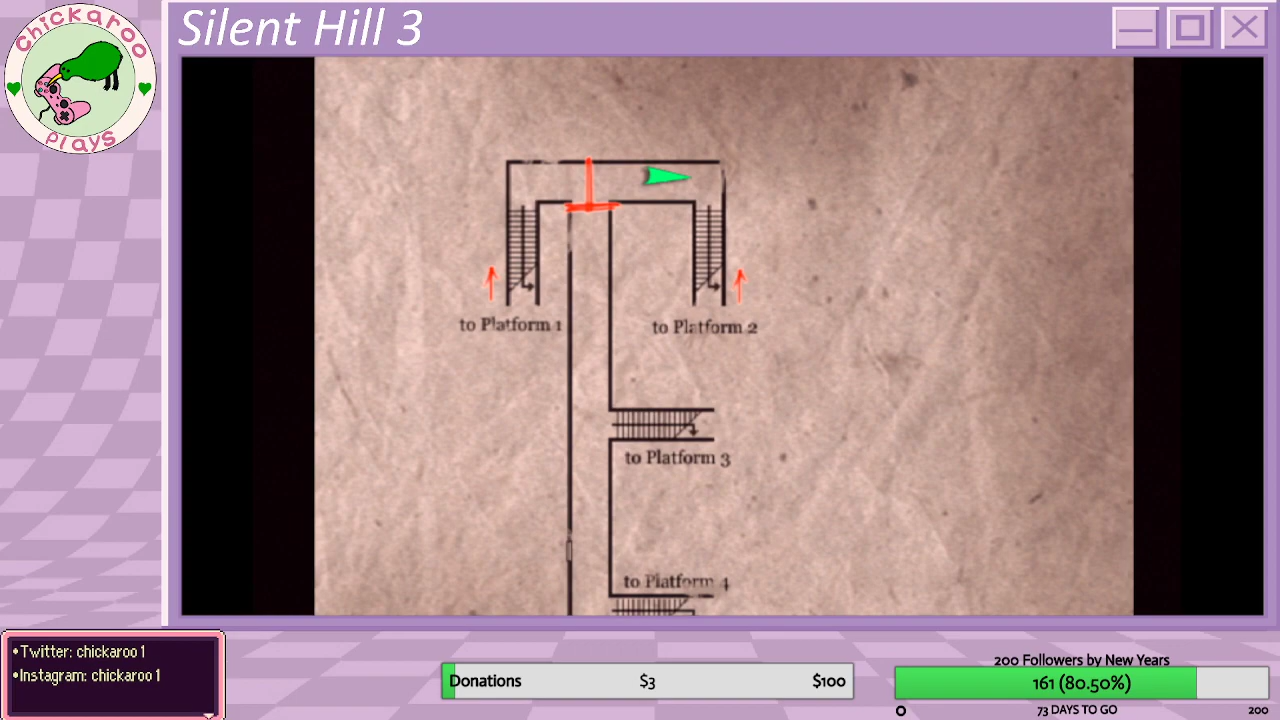 Chickaroo
Plays
Silent Hill 3
to Platform 1
to Platform 2
to Platform 3
to Platform 4
•Twitter: chickaroo1
•Instagram: chickaroo1
Donations $3 $100
200 Followers by New Years
161 (80.50%)
0 73 DAYS TO GO 200